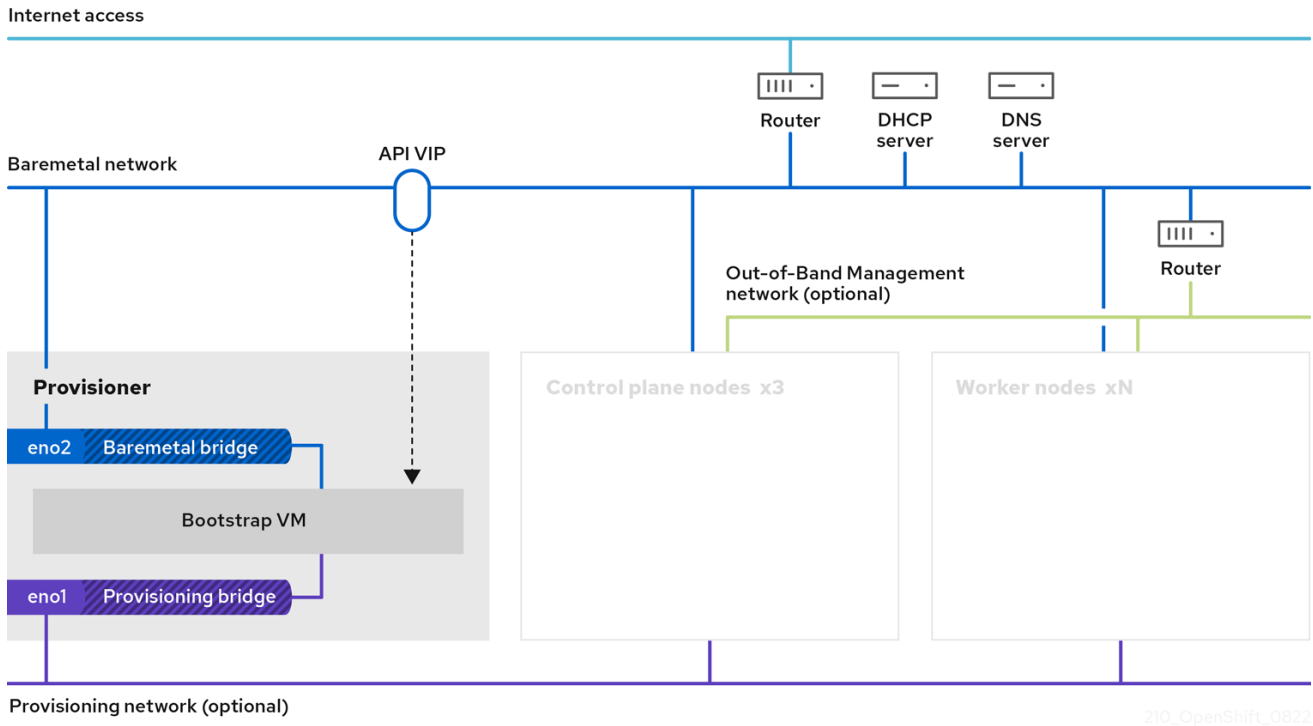 Internet access
Router
DHCP
server
DNS
server
API VIP
Baremetal network
Router
Out-of-Band Management
network (optional)
Provisioner
Control plane nodes x3
Worker nodes xN
eno2
Baremetal bridge
Bootstrap VM
eno1
Provisioning bridge
Provisioning network (optional)
210_OpenShift_0822